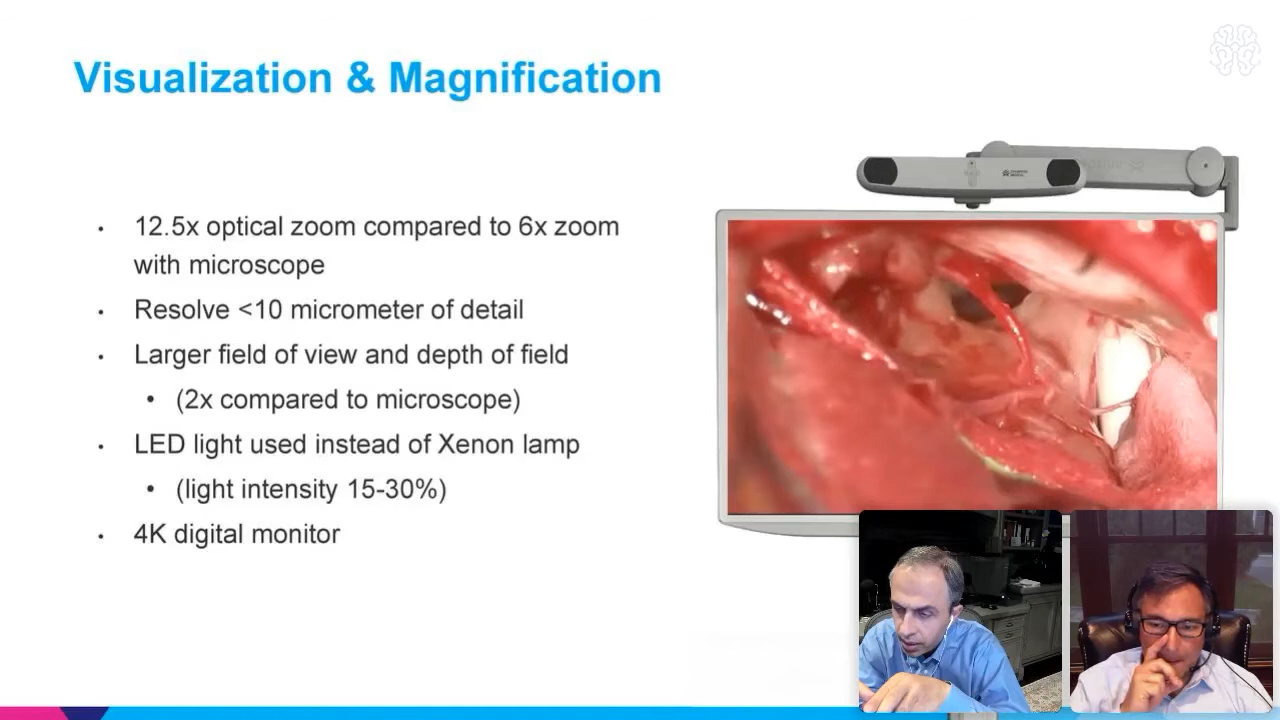 Visualization & Magnification
• 12.5x optical zoom compared to 6x zoom
with microscope
• Resolve <10 micrometer of detail
• Larger field of view and depth of field
• (2x compared to microscope)
• LED light used instead of Xenon lamp
• (light intensity 15-30%)
• 4K digital monitor